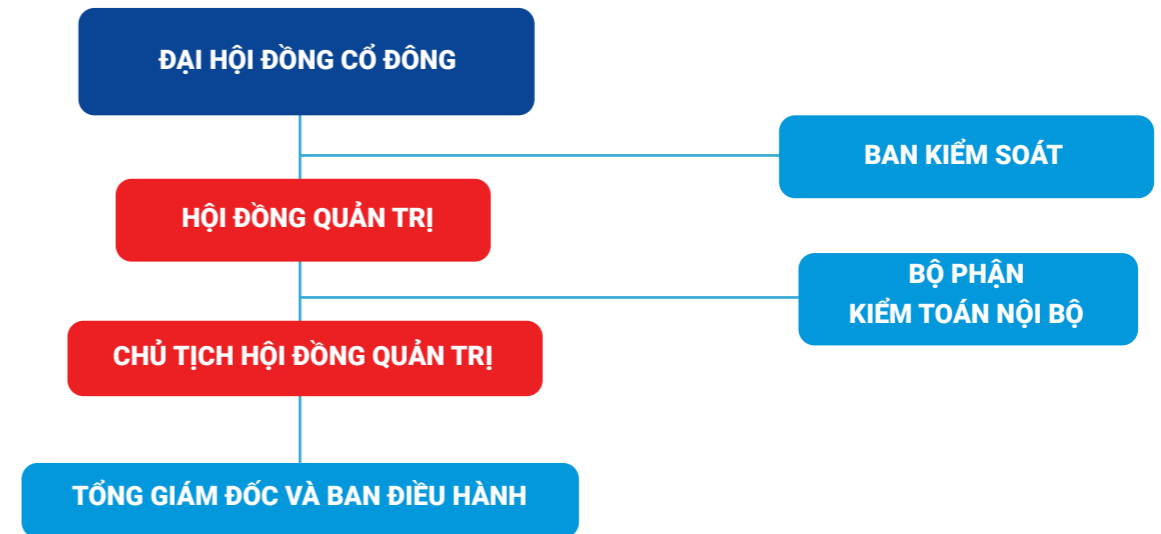 ĐẠI HỘI ĐỒNG CỔ ĐÔNG
BAN KIỂM SOÁT
HỘI ĐỒNG QUẢN TRỊ
BỘ PHẬN
KIỂM TOÁN NỘI BỘ
CHỦ TỊCH HỘI ĐỒNG QUẢN TRỊ
TỔNG GIÁM ĐỐC VÀ BAN ĐIỀU HÀNH